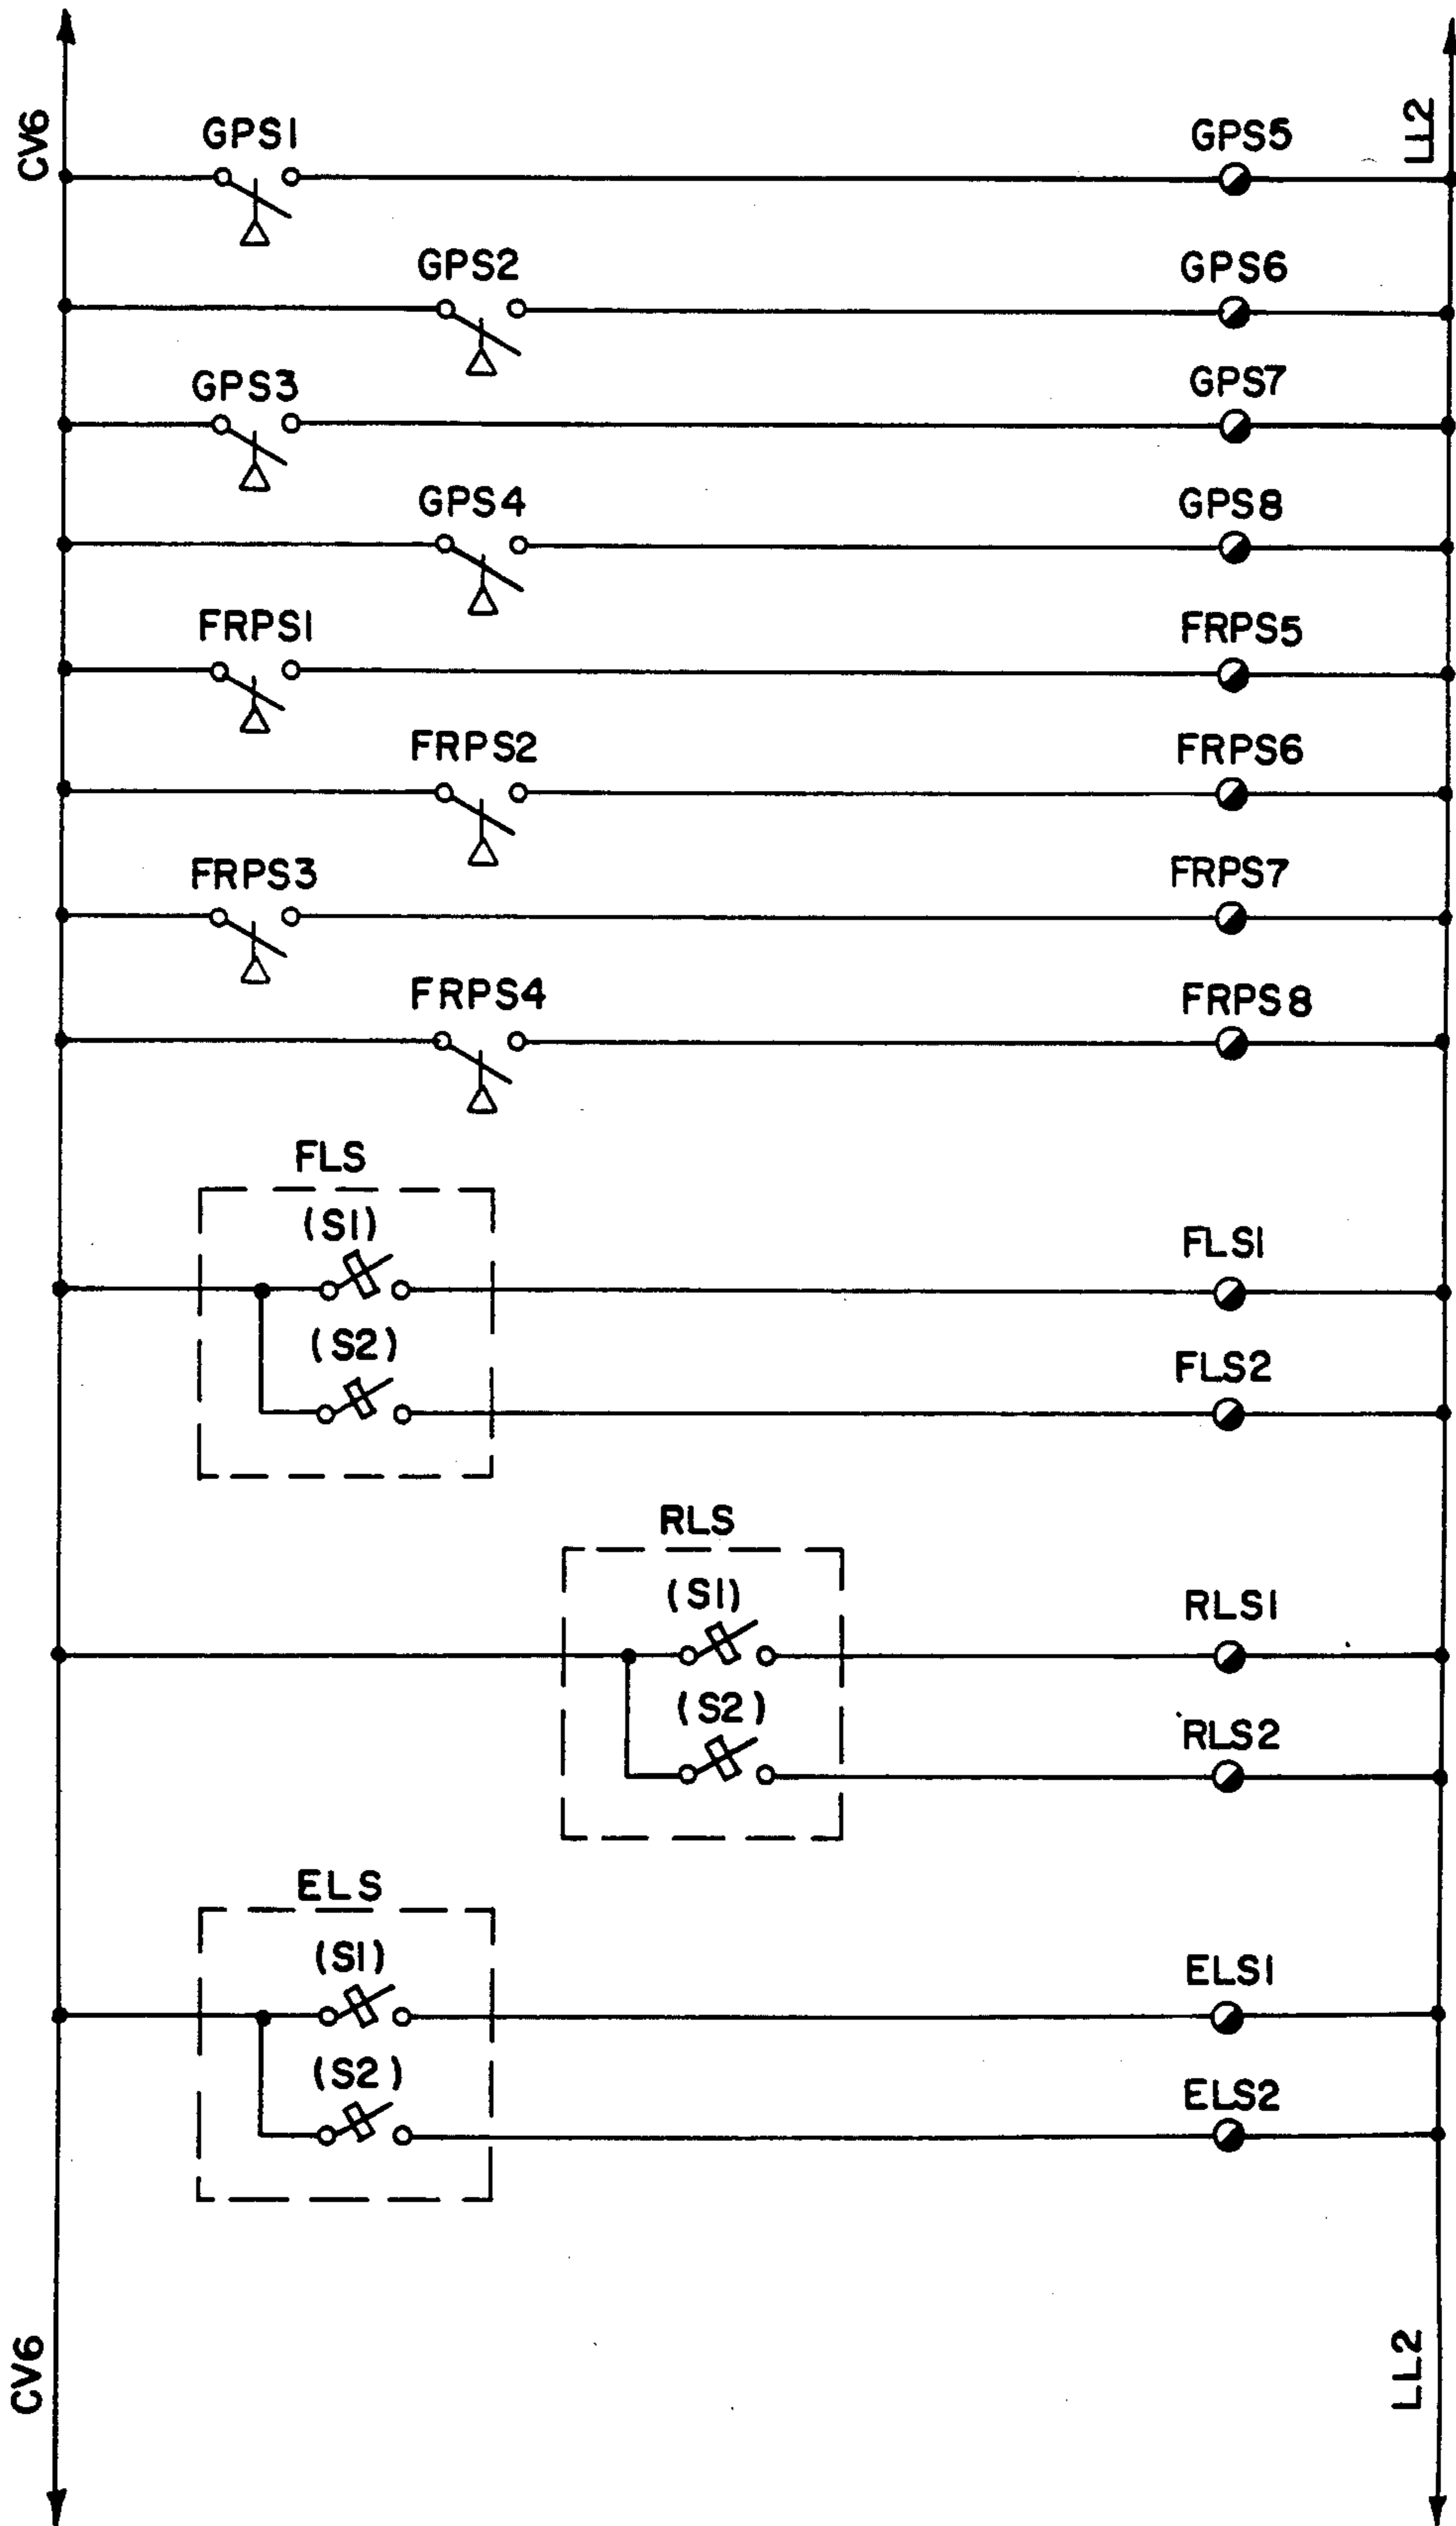 CV6
LL2
GPS1 GPS5
GPS2 GPS6
GPS3 GPS7
GPS4 GPS8
FRPS1 FRPS5
FRPS2 FRPS6
FRPS3 FRPS7
FRPS4 FRPS8
FLS
(S1) FLS1
(S2) FLS2
RLS
(S1) RLS1
(S2) RLS2
ELS
(S1) ELS1
(S2) ELS2
CV6
LL2